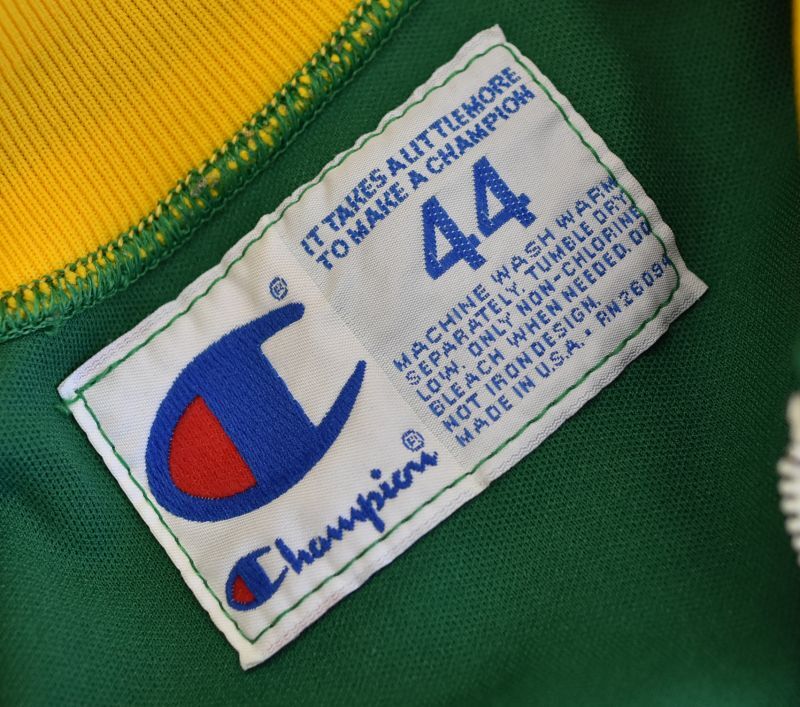 IT TAKES A LITTLE MORE
TO MAKE A CHAMPION
44
MACHINE WASH WARM
SEPARATELY, TUMBLE DRY
LOW, ONLY NON-CHLORINE
BLEACH WHEN NEEDED. DO
NOT IRON DESIGN.
MADE IN U.S.A. • RN 26094
®
Champion®